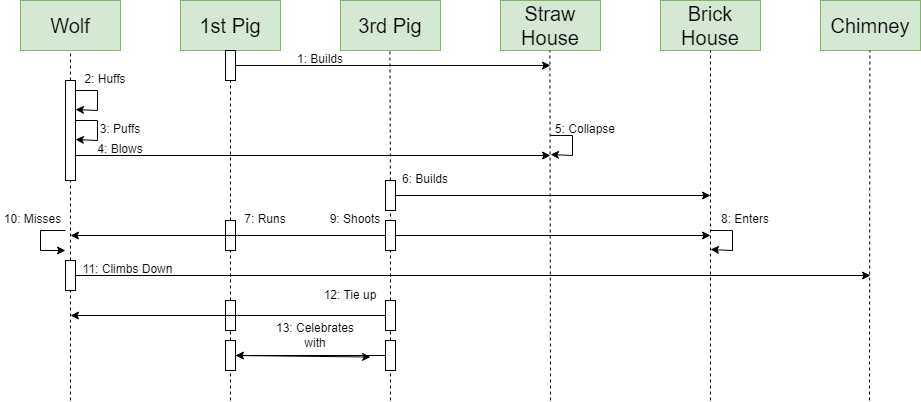 Wolf
1st Pig
3rd Pig
Straw
House
Brick
House
Chimney
1: Builds
2: Huffs
3: Puffs
4: Blows
5: Collapse
6: Builds
10: Misses
7: Runs
9: Shoots
8: Enters
11: Climbs Down
12: Tie up
13: Celebrates
with